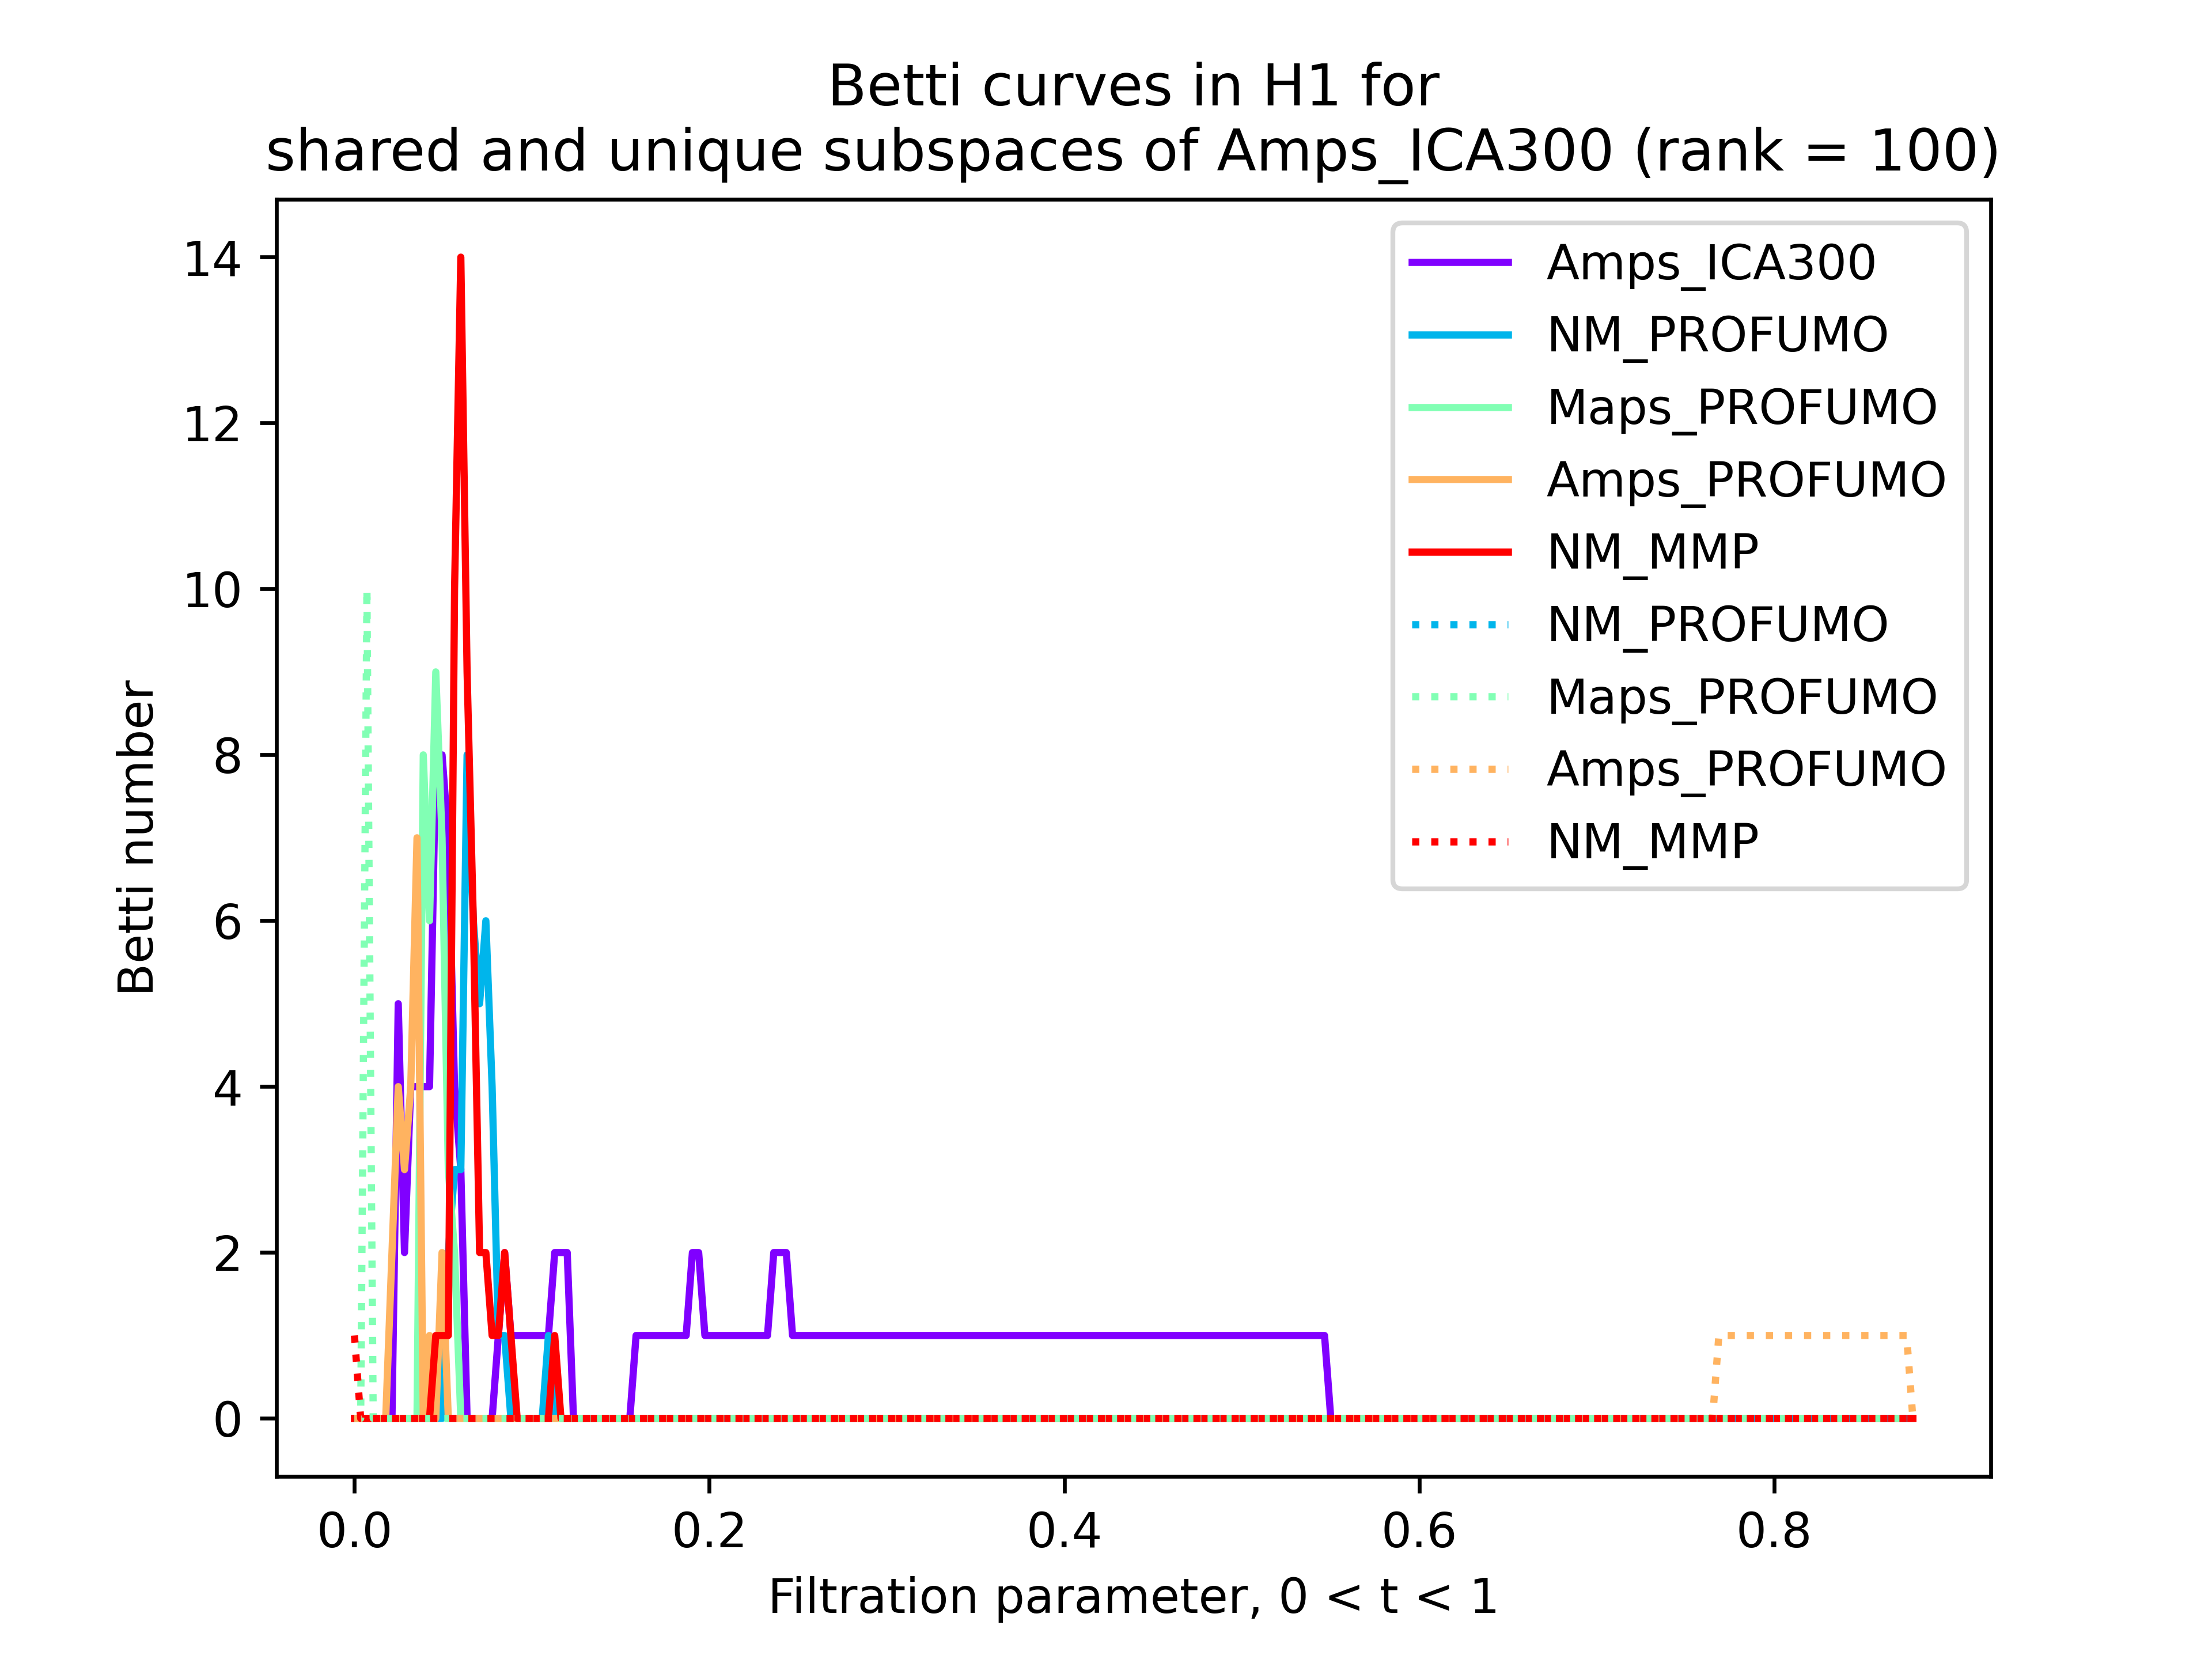 Betti curves in H1 for
shared and unique subspaces of Amps_ICA300 (rank = 100)
14
12
10
8
6
4
2
0
Betti number
Amps_ICA300
NM_PROFUMO
Maps_PROFUMO
Amps_PROFUMO
NM_MMP
NM_PROFUMO
Maps_PROFUMO
Amps_PROFUMO
NM_MMP
0.0 0.2 0.4 0.6 0.8
Filtration parameter, 0 < t < 1